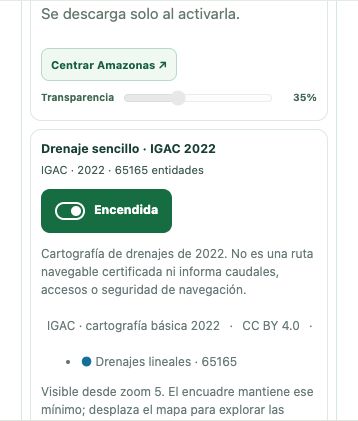 Se descarga solo al activarla.
Centrar Amazonas ↗
Transparencia 35%
Drenaje sencillo · IGAC 2022
IGAC · 2022 · 65165 entidades
Encendida
Cartografía de drenajes de 2022. No es una ruta
navegable certificada ni informa caudales,
accesos o seguridad de navegación.
IGAC · cartografía básica 2022 · CC BY 4.0 ·
• Drenajes lineales · 65165
Visible desde zoom 5. El encuadre mantiene ese
mínimo; desplaza el mapa para explorar las